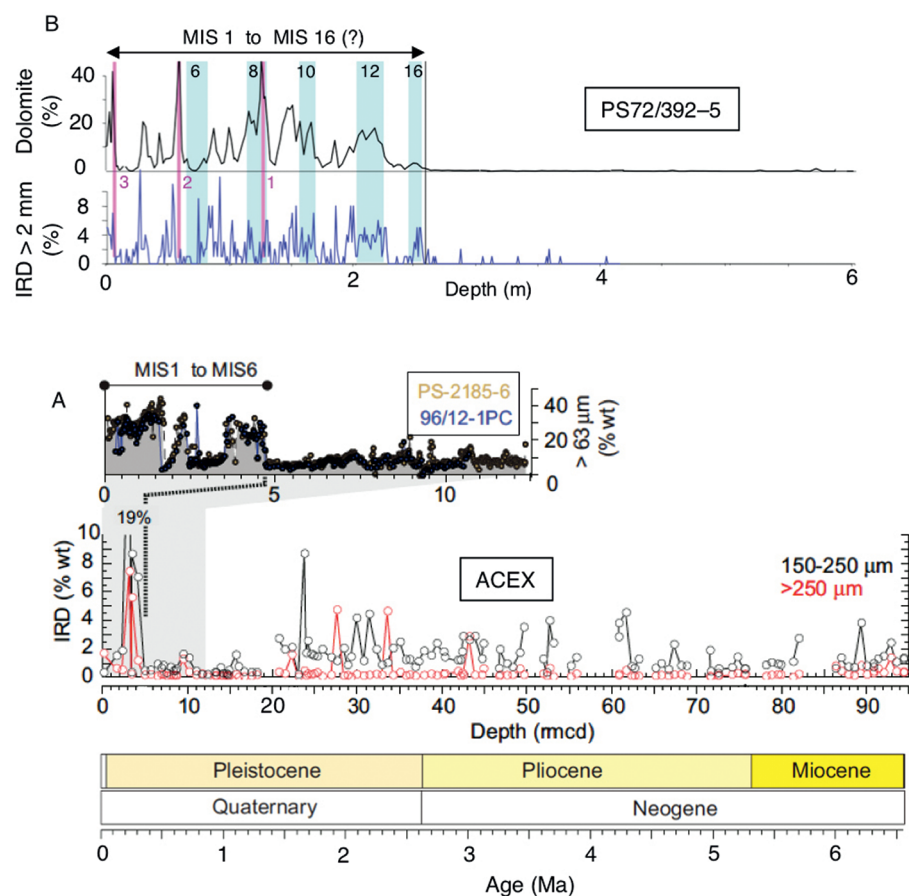 B
MIS 1 to MIS 16 (?)
6 8 10 12 16
PS72/392–5
Dolomite
(%)
40
20
0
3 2 1
IRD > 2 mm
(%)
8
4
0
0 2 4 6
Depth (m)
A
MIS1 to MIS6
PS-2185-6
96/12-1PC
40
20
0
> 63 µm
(% wt)
0 5 10
19%
IRD (% wt)
10
8
6
4
2
0
ACEX
150-250 µm
>250 µm
0 10 20 30 40 50 60 70 80 90
Depth (rmcd)
Pleistocene Pliocene Miocene
Quaternary Neogene
0 1 2 3 4 5 6
Age (Ma)